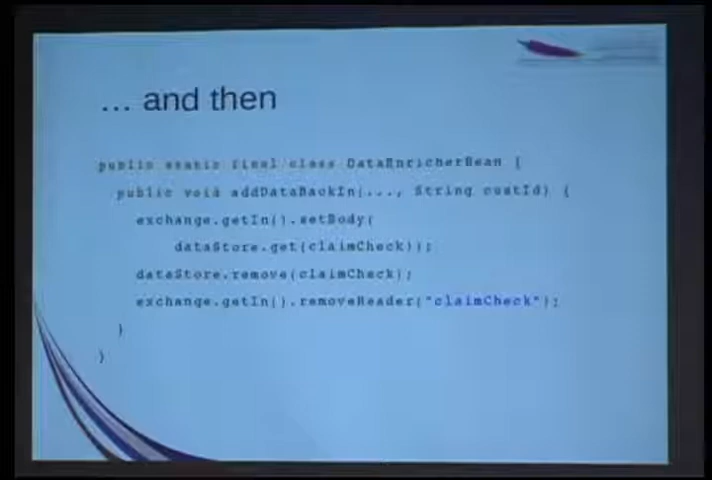 ... and then
public static final class DataEnricherBean {
public void addDataBackIn(..., String custId) {
exchange.getIn().setBody(
dataStore.get(claimCheck));
dataStore.remove(claimCheck);
exchange.getIn().removeHeader("claimCheck");
}
}